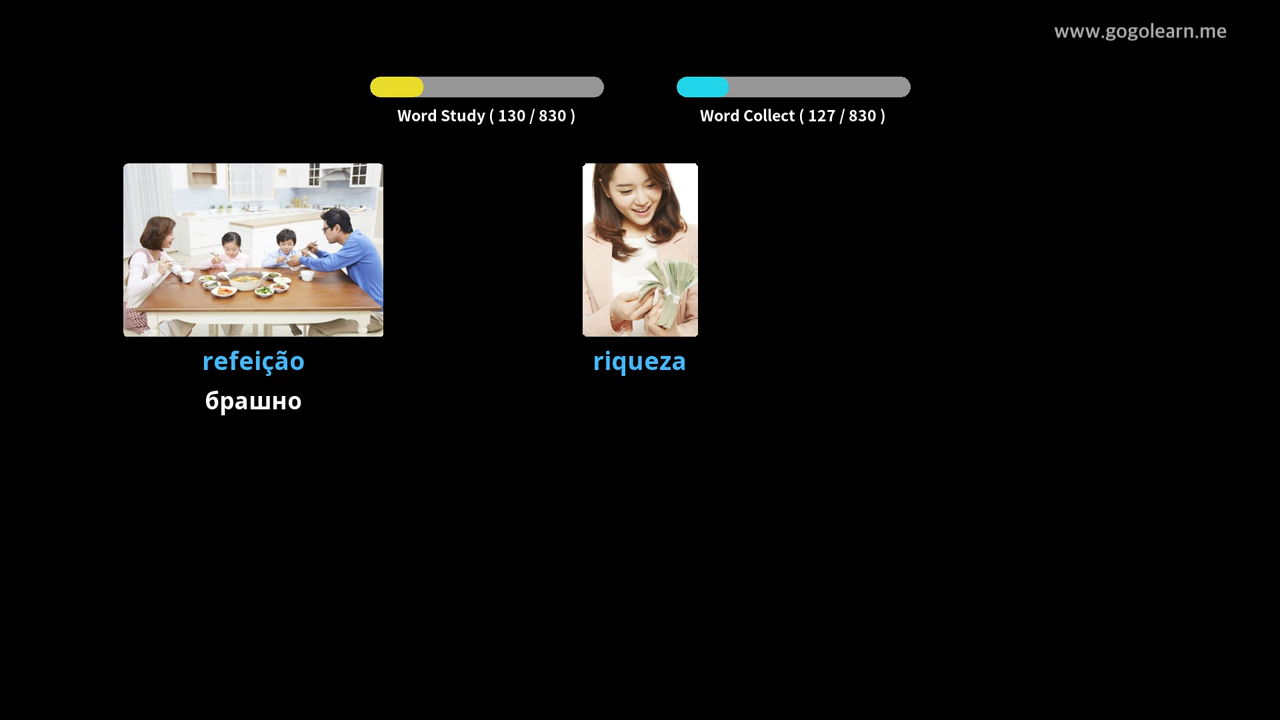 www.gogolearn.me
Word Study ( 130 / 830 )
Word Collect ( 127 / 830 )
refeição
брашно
riqueza